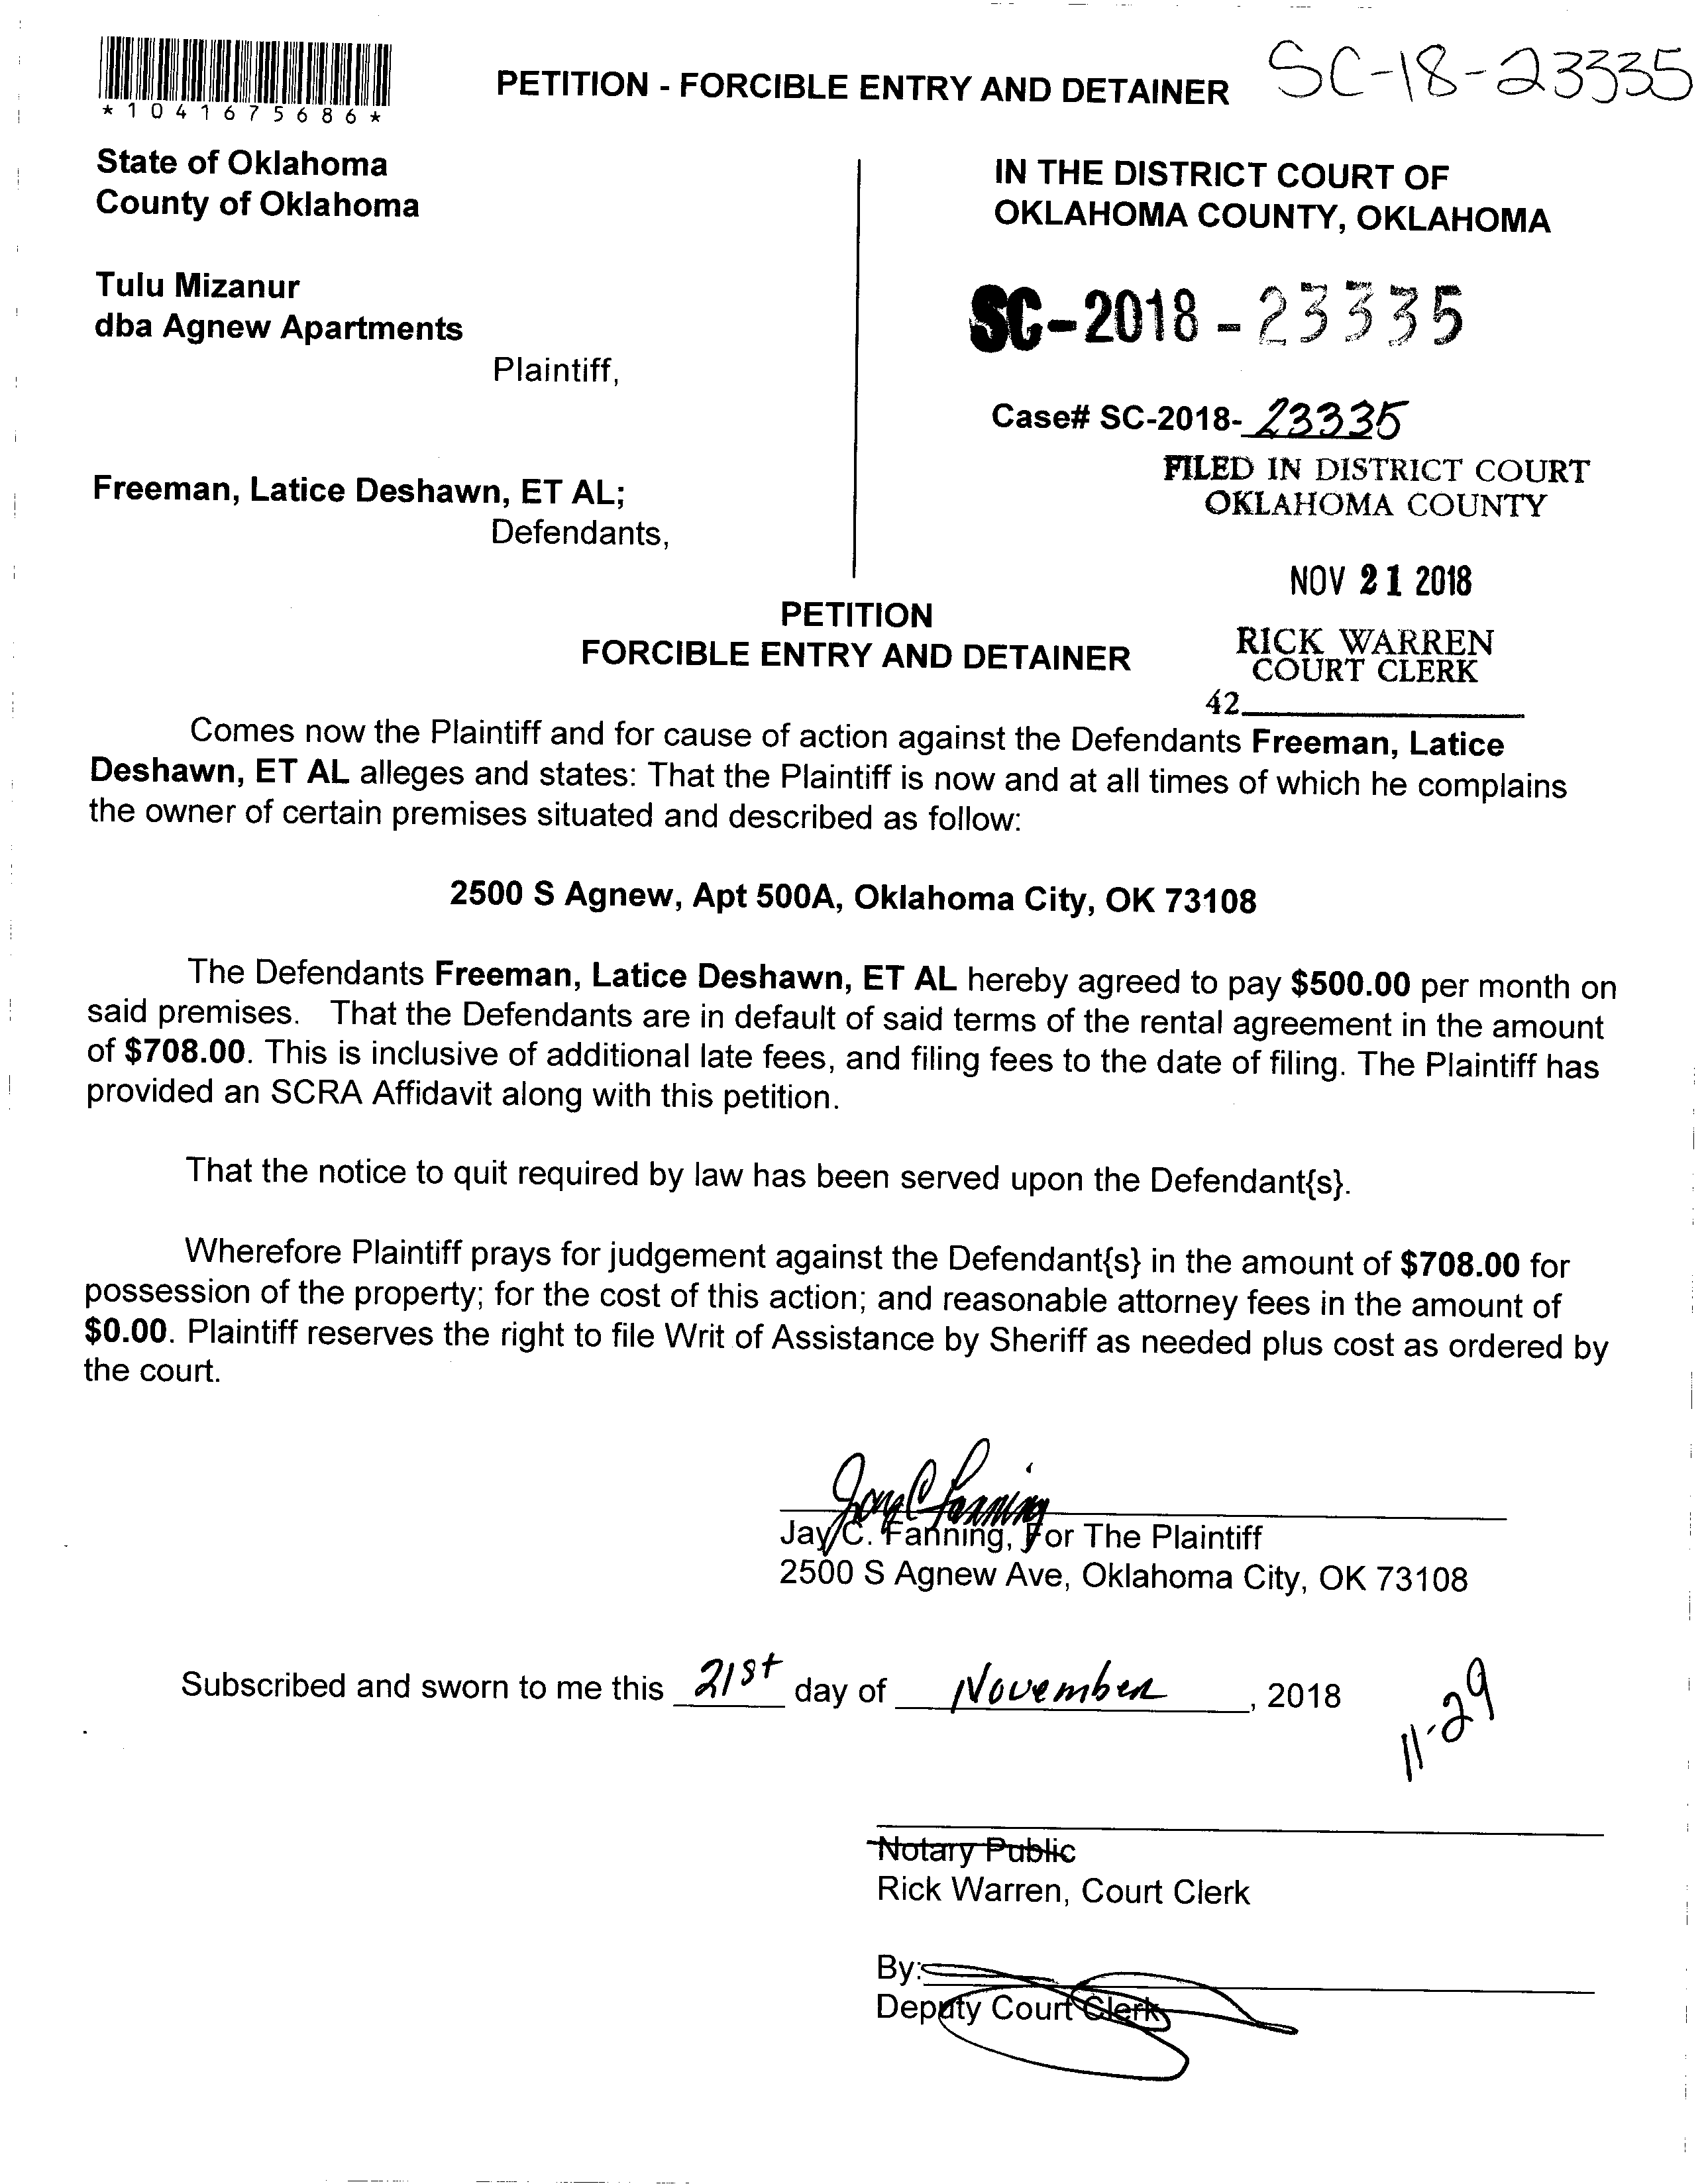 PETITION - FORCIBLE ENTRY AND DETAINER
SC-18-23335
*1041675686*
State of Oklahoma
County of Oklahoma
IN THE DISTRICT COURT OF
OKLAHOMA COUNTY, OKLAHOMA
Tulu Mizanur
dba Agnew Apartments
Plaintiff,
SC-2018-23335
Case# SC-2018-23335
FILED IN DISTRICT COURT
OKLAHOMA COUNTY
Freeman, Latice Deshawn, ET AL;
Defendants,
NOV 21 2018
PETITION
FORCIBLE ENTRY AND DETAINER
RICK WARREN
COURT CLERK
42
Comes now the Plaintiff and for cause of action against the Defendants Freeman, Latice
Deshawn, ET AL alleges and states: That the Plaintiff is now and at all times of which he complains
the owner of certain premises situated and described as follow:
2500 S Agnew, Apt 500A, Oklahoma City, OK 73108
The Defendants Freeman, Latice Deshawn, ET AL hereby agreed to pay $500.00 per month on
said premises. That the Defendants are in default of said terms of the rental agreement in the amount
of $708.00. This is inclusive of additional late fees, and filing fees to the date of filing. The Plaintiff has
provided an SCRA Affidavit along with this petition.
That the notice to quit required by law has been served upon the Defendant{s}.
Wherefore Plaintiff prays for judgement against the Defendant{s} in the amount of $708.00 for
possession of the property; for the cost of this action; and reasonable attorney fees in the amount of
$0.00. Plaintiff reserves the right to file Writ of Assistance by Sheriff as needed plus cost as ordered by
the court.
Jay C Fanning
Jay C. Fanning, For The Plaintiff
2500 S Agnew Ave, Oklahoma City, OK 73108
Subscribed and sworn to me this 21st day of November, 2018
11-29
Notary Public
Rick Warren, Court Clerk
By:
Deputy Court Clerk